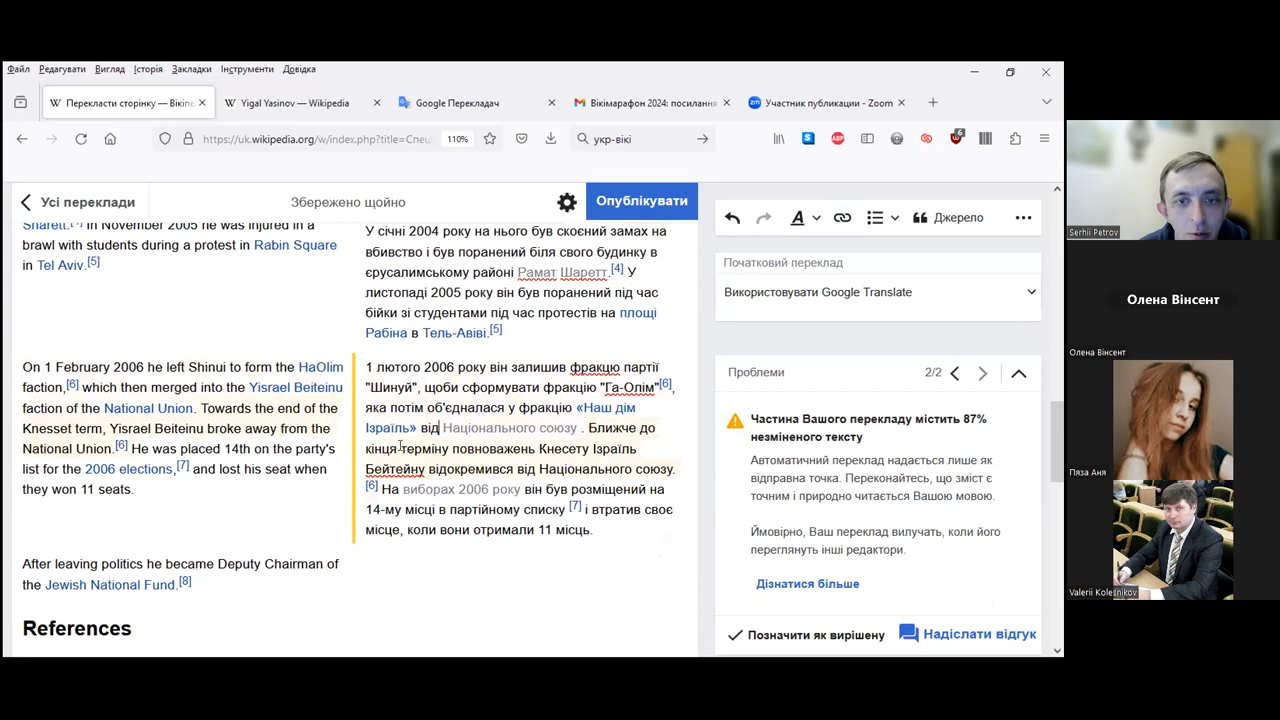 Файл Редагувати Вигляд Історія Закладки Інструменти Довідка
Перекласти сторінку — Вікіпе
Yigal Yasinov — Wikipedia
Google Перекладач
Вікімарафон 2024: посилання
Участник публикации - Zoom
https://uk.wikipedia.org/w/index.php?title=Спец
110%
укр-вікі
6
Усі переклади
Збережено щойно
Опублікувати
Sharett.[4] In November 2005 he was injured in a
brawl with students during a protest in Rabin Square
in Tel Aviv.[5]
У січні 2004 року на нього був скоєний замах на
вбивство і був поранений біля свого будинку в
єрусалимському районі Рамат Шаретт.[4] У
листопаді 2005 року він був поранений під час
бійки зі студентами під час протестів на площі
Рабіна в Тель-Авіві.[5]
On 1 February 2006 he left Shinui to form the HaOlim
faction,[6] which then merged into the Yisrael Beiteinu
faction of the National Union. Towards the end of the
Knesset term, Yisrael Beiteinu broke away from the
National Union.[6] He was placed 14th on the party's
list for the 2006 elections,[7] and lost his seat when
they won 11 seats.
1 лютого 2006 року він залишив фракцю партії
"Шинуй", щоби сформувати фракцію "Га-Олім"[6],
яка потім об'єдналася у фракцію «Наш дім
Ізраїль» від Національного союзу . Ближче до
кінця терміну повноважень Кнесету Ізраїль
Бейтейну відокремився від Національного союзу.
[6] На виборах 2006 року він був розміщений на
14-му місці в партійному списку [7] і втратив своє
місце, коли вони отримали 11 місць.
After leaving politics he became Deputy Chairman of
the Jewish National Fund.[8]
References
Джерело
Початковий переклад
Використовувати Google Translate
Проблеми 2/2
Частина Вашого перекладу містить 87%
незміненого тексту
Автоматичний переклад надається лише як
відправна точка. Переконайтесь, що зміст є
точним і природно читається Вашою мовою.
Ймовірно, Ваш переклад вилучать, коли його
переглянуть інші редактори.
Дізнатися більше
Позначити як вирішену
Надіслати відгук
Serhii Petrov
Олена Вінсент
Олена Вінсент
Пяза Аня
Valerii Kolesnikov